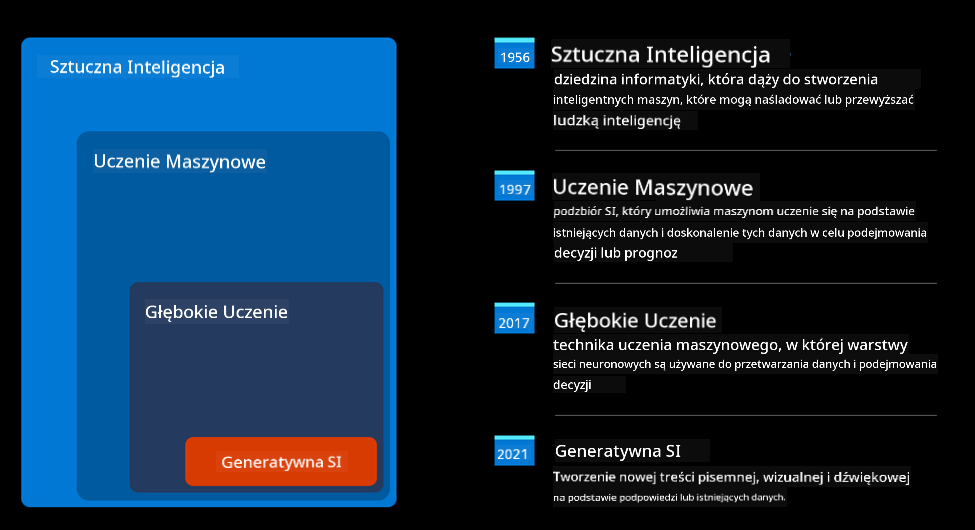 Sztuczna Inteligencja
Uczenie Maszynowe
Głębokie Uczenie
Generatywna SI
1956
Sztuczna Inteligencja
dziedzina informatyki, która dąży do stworzenia
inteligentnych maszyn, które mogą naśladować lub przewyższać
ludzką inteligencję
1997
Uczenie Maszynowe
podzbiór SI, który umożliwia maszynom uczenie się na podstawie
istniejących danych i doskonalenie tych danych w celu podejmowania
decyzji lub prognoz
2017
Głębokie Uczenie
technika uczenia maszynowego, w której warstwy
sieci neuronowych są używane do przetwarzania danych i podejmowania
decyzji
2021
Generatywna SI
Tworzenie nowej treści pisemnej, wizualnej i dźwiękowej
na podstawie podpowiedzi lub istniejących danych.